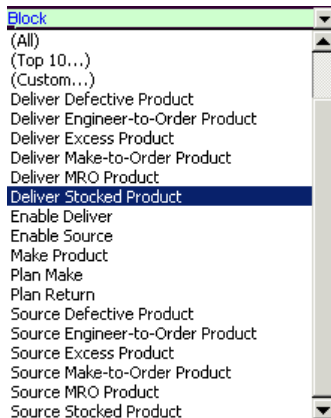 Block
(All)
(Top 10...)
(Custom...)
Deliver Defective Product
Deliver Engineer-to-Order Product
Deliver Excess Product
Deliver Make-to-Order Product
Deliver MRO Product
Deliver Stocked Product
Enable Deliver
Enable Source
Make Product
Plan Make
Plan Return
Source Defective Product
Source Engineer-to-Order Product
Source Excess Product
Source Make-to-Order Product
Source MRO Product
Source Stocked Product